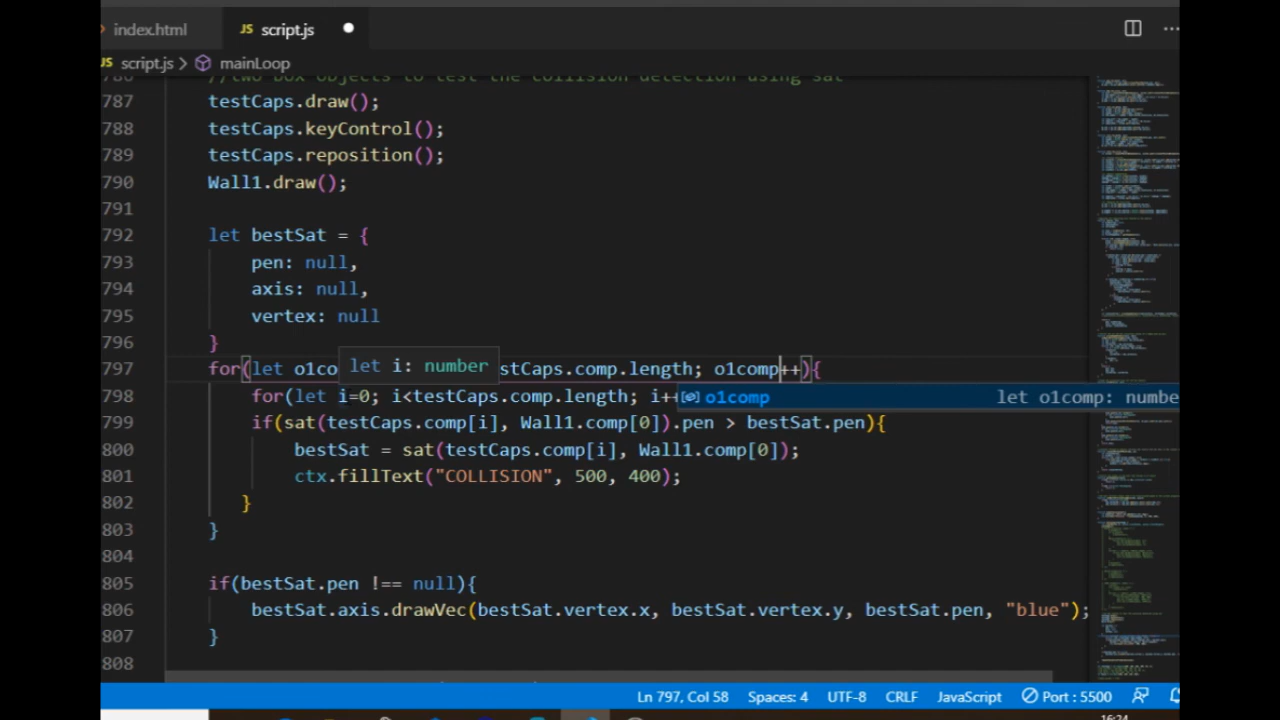 index.html
JS script.js
JS script.js > mainLoop
//two box objects to test the collision detection using sat
787 testCaps.draw();
788 testCaps.keyControl();
789 testCaps.reposition();
790 Wall1.draw();
791
792 let bestSat = {
793 pen: null,
794 axis: null,
795 vertex: null
796 }
let i: number
797 for(let o1co stCaps.comp.length; o1comp++){
798 for(let i=0; i<testCaps.comp.length; i++
o1comp let o1comp: numbe
799 if(sat(testCaps.comp[i], Wall1.comp[0]).pen > bestSat.pen){
800 bestSat = sat(testCaps.comp[i], Wall1.comp[0]);
801 ctx.fillText("COLLISION", 500, 400);
802 }
803 }
804
805 if(bestSat.pen !== null){
806 bestSat.axis.drawVec(bestSat.vertex.x, bestSat.vertex.y, bestSat.pen, "blue");
807 }
808
Ln 797, Col 58 Spaces: 4 UTF-8 CRLF JavaScript Port : 5500
16:24